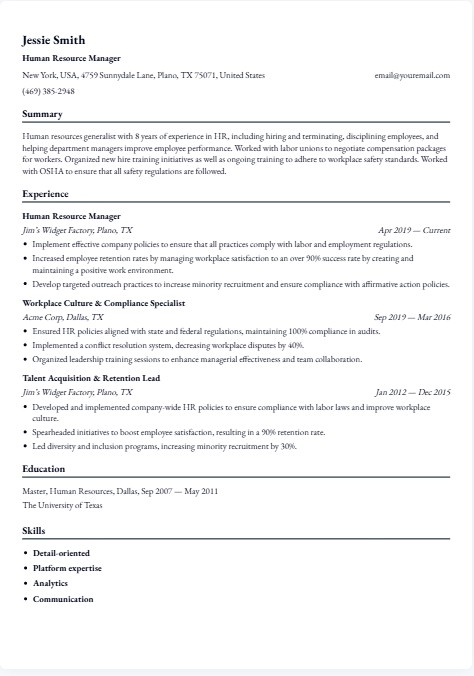 Jessie Smith
Human Resource Manager
New York, USA, 4759 Sunnydale Lane, Plano, TX 75071, United States email@youremail.com
(469) 385-2948
Summary
Human resources generalist with 8 years of experience in HR, including hiring and terminating, disciplining employees, and
helping department managers improve employee performance. Worked with labor unions to negotiate compensation packages
for workers. Organized new hire training initiatives as well as ongoing training to adhere to workplace safety standards. Worked
with OSHA to ensure that all safety regulations are followed.
Experience
Human Resource Manager
Jim's Widget Factory, Plano, TX Apr 2019 — Current
• Implement effective company policies to ensure that all practices comply with labor and employment regulations.
• Increased employee retention rates by managing workplace satisfaction to an over 90% success rate by creating and
maintaining a positive work environment.
• Develop targeted outreach practices to increase minority recruitment and ensure compliance with affirmative action policies.
Workplace Culture & Compliance Specialist
Acme Corp, Dallas, TX Sep 2019 — Mar 2016
• Ensured HR policies aligned with state and federal regulations, maintaining 100% compliance in audits.
• Implemented a conflict resolution system, decreasing workplace disputes by 40%.
• Organized leadership training sessions to enhance managerial effectiveness and team collaboration.
Talent Acquisition & Retention Lead
Jim's Widget Factory, Plano, TX Jan 2012 — Dec 2015
• Developed and implemented company-wide HR policies to ensure compliance with labor laws and improve workplace
culture.
• Spearheaded initiatives to boost employee satisfaction, resulting in a 90% retention rate.
• Led diversity and inclusion programs, increasing minority recruitment by 30%.
Education
Master, Human Resources, Dallas, Sep 2007 — May 2011
The University of Texas
Skills
• Detail-oriented
• Platform expertise
• Analytics
• Communication